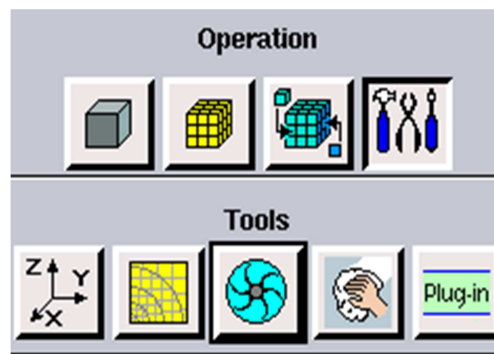 Operation
Tools
Z
Y
X
Plug-in